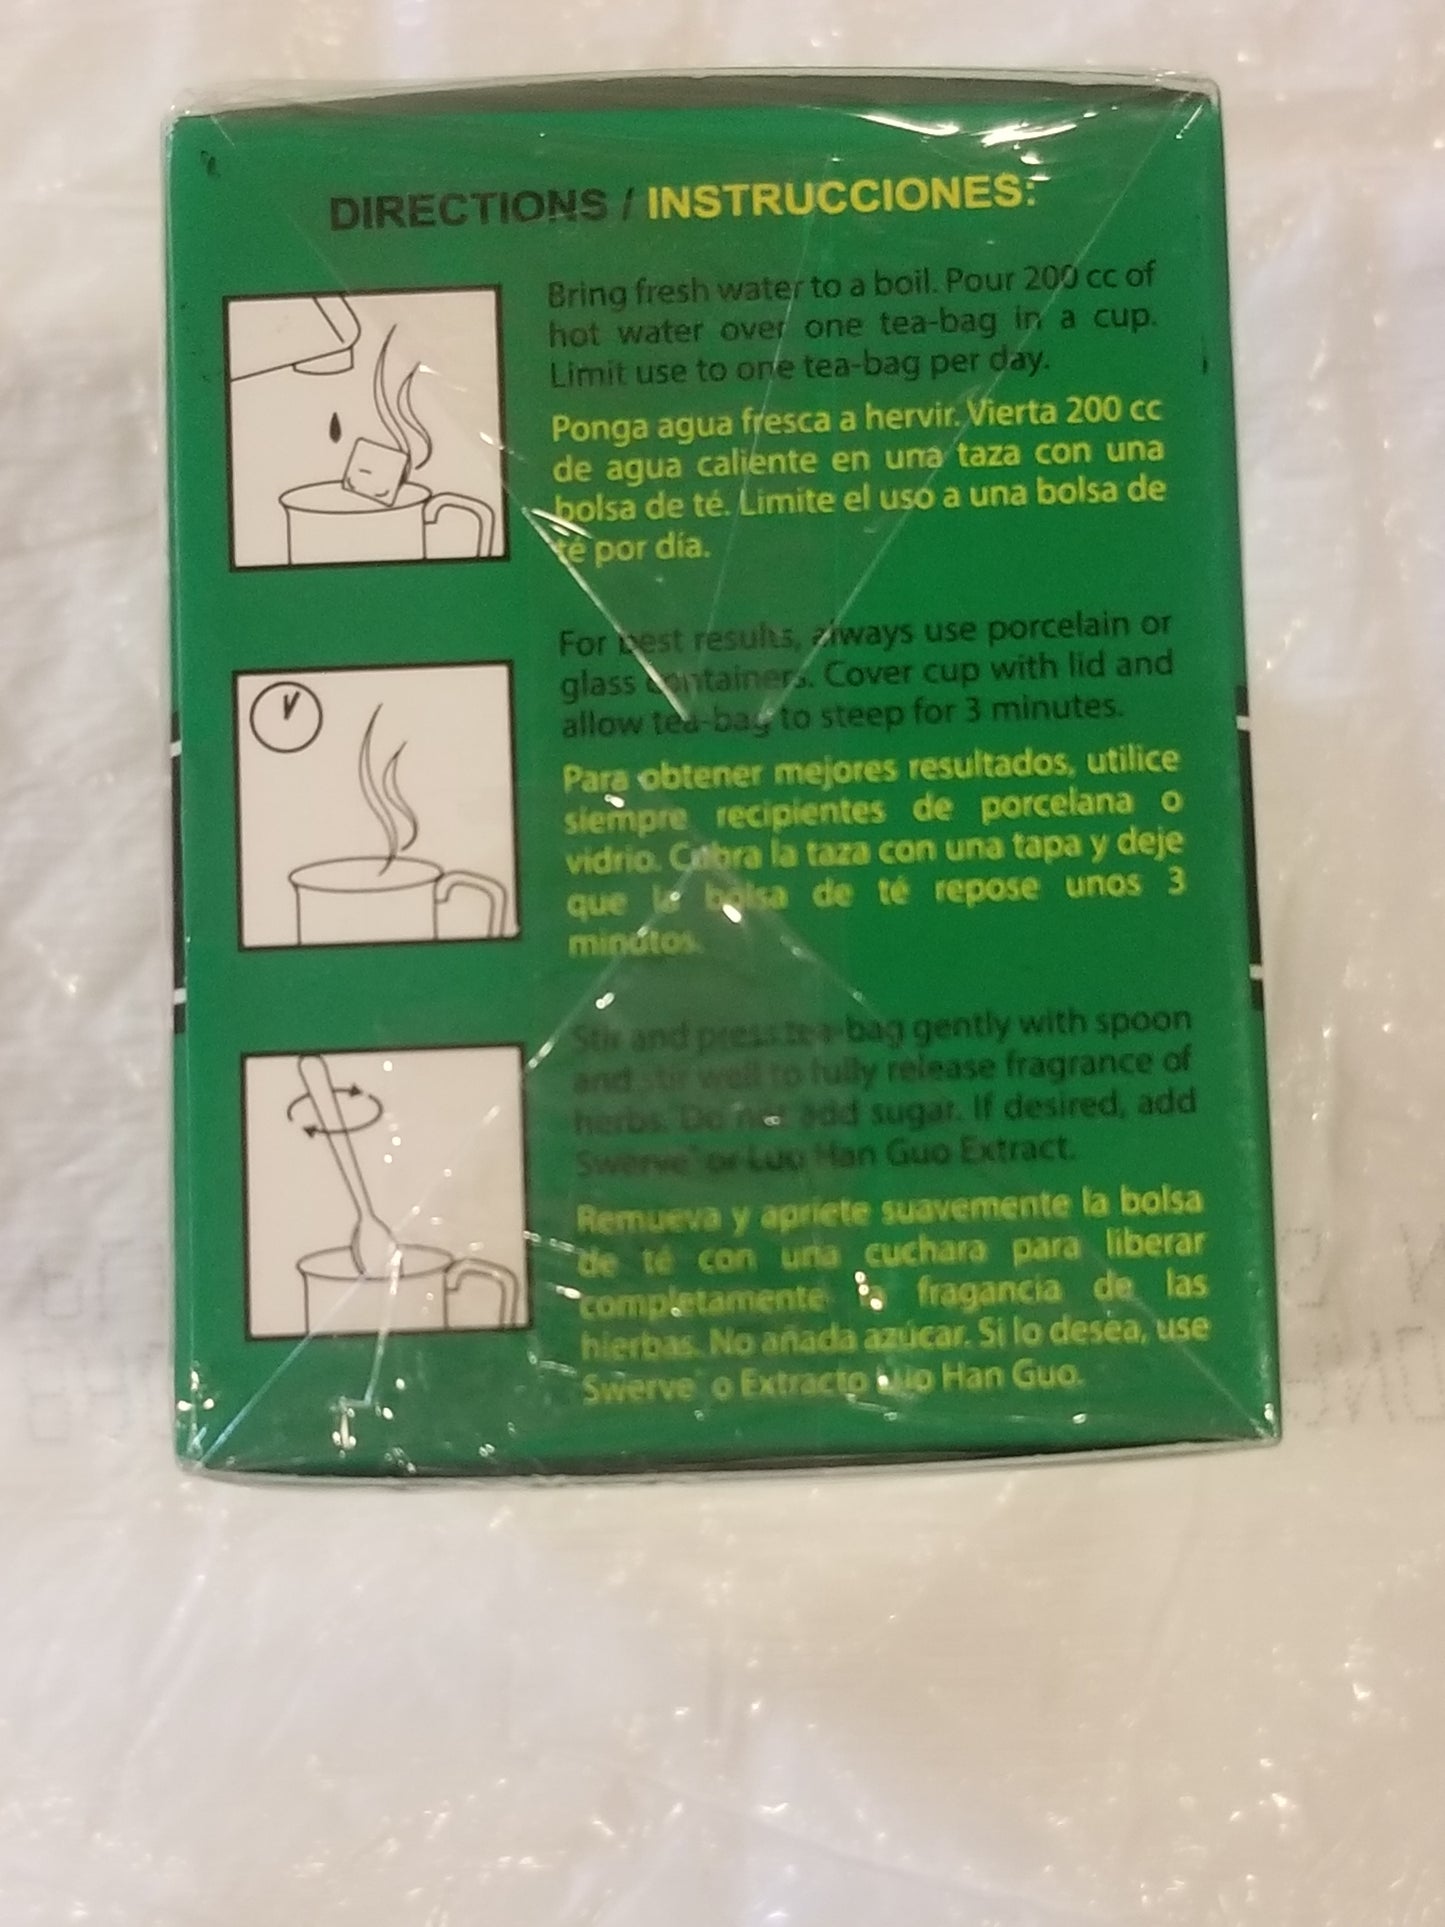 DIRECTIONS / INSTRUCCIONES:
Bring fresh water to a boil. Pour 200 cc of
hot water over one tea-bag in a cup.
Limit use to one tea-bag per day.
Ponga agua fresca a hervir. Vierta 200 cc
de agua caliente en una taza con una
bolsa de té. Limite el uso a una bolsa de
té por día.
For best results, always use porcelain or
glass containers. Cover cup with lid and
allow tea-bag to steep for 3 minutes.
Para obtener mejores resultados, utilice
siempre recipientes de porcelana o
vidrio. Cubra la taza con una tapa y deje
que la bolsa de té repose unos 3
minutos.
Stir and press tea-bag gently with spoon
and stir well to fully release fragrance of
herbs. Do not add sugar. If desired, add
Swerve or Luo Han Guo Extract.
Remueva y apriete suavemente la bolsa
de té con una cuchara para liberar
completamente la fragancia de las
hierbas. No añada azúcar. Si lo desea, use
Swerve o Extracto Luo Han Guo.